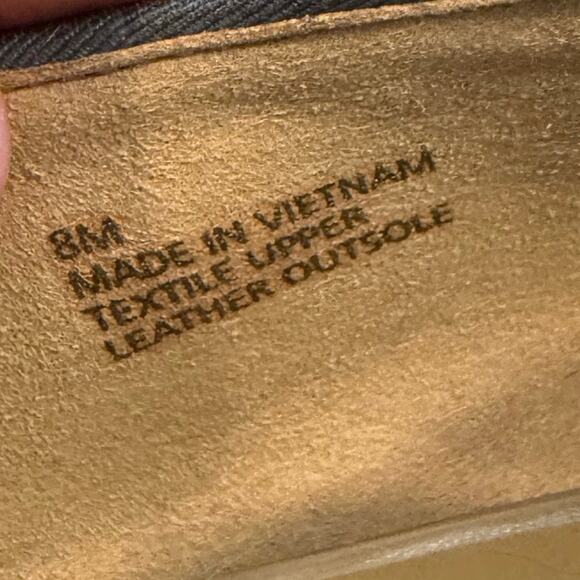 8M
MADE IN VIETNAM
TEXTILE UPPER
LEATHER OUTSOLE